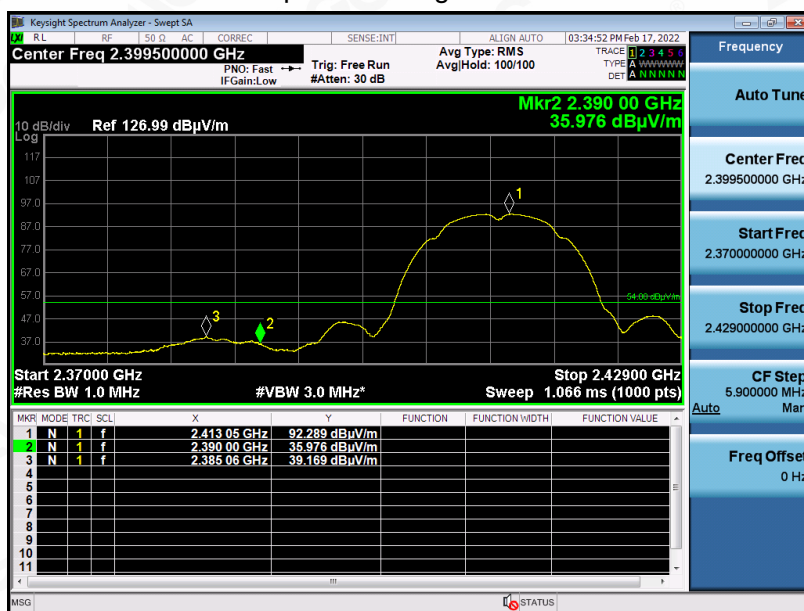 Keysight Spectrum Analyzer - Swept SA
LXI RL RF 50 Ω AC CORREC SENSE:INT ALIGN AUTO 03:34:52 PM Feb 17, 2022
Center Freq 2.399500000 GHz
PNO: Fast
IFGain:Low
Trig: Free Run
#Atten: 30 dB
Avg Type: RMS
Avg|Hold: 100/100
TRACE 1 2 3 4 5 6
TYPE A WWWWW
DET A N N N N N
Mkr2 2.390 00 GHz
35.976 dBµV/m
10 dB/div Ref 126.99 dBµV/m
Log
117
107
97.0
87.0
77.0
67.0
57.0
47.0
37.0
1
2
3
54.00 dBµV/m
Start 2.37000 GHz Stop 2.42900 GHz
#Res BW 1.0 MHz #VBW 3.0 MHz* Sweep 1.066 ms (1000 pts)
MKR MODE TRC SCL X Y FUNCTION FUNCTION WIDTH FUNCTION VALUE
1 N 1 f 2.413 05 GHz 92.289 dBµV/m
2 N 1 f 2.390 00 GHz 35.976 dBµV/m
3 N 1 f 2.385 06 GHz 39.169 dBµV/m
4
5
6
7
8
9
10
11
MSG STATUS
Frequency
Auto Tune
Center Freq
2.399500000 GHz
Start Freq
2.370000000 GHz
Stop Freq
2.429000000 GHz
CF Step
5.900000 MHz
Auto Man
Freq Offset
0 Hz